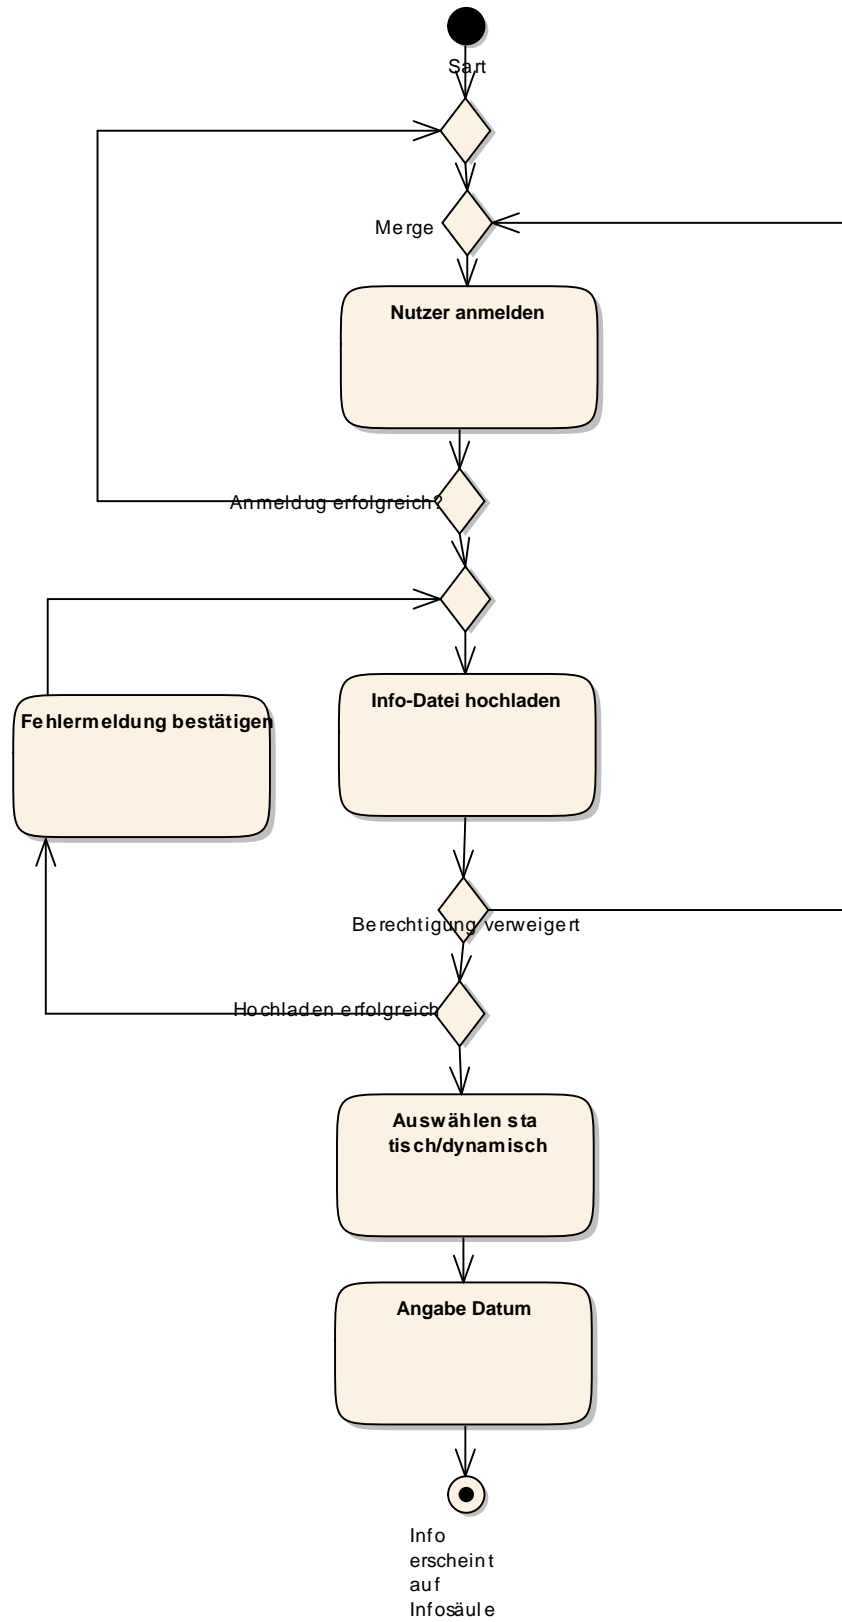 Sart
Merge
Nutzer anmelden
Anmeldug erfolgreich?
Info-Datei hochladen
Fehlermeldung bestätigen
Berechtigung verweigert
Hochladen erfolgreich
Auswählen sta
tisch/dynamisch
Angabe Datum
Info
erscheint
auf
Infosäule